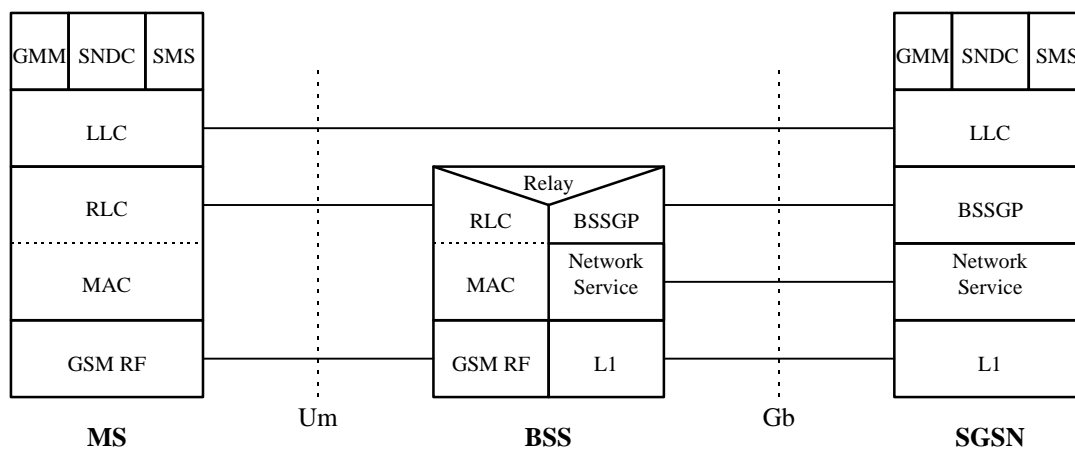 GMM SNDC SMS
GMM SNDC SMS
LLC
LLC
Relay
RLC
RLC
BSSGP
BSSGP
MAC
MAC
Network
Service
Network
Service
GSM RF
GSM RF
L1
L1
Um
Gb
MS
BSS
SGSN